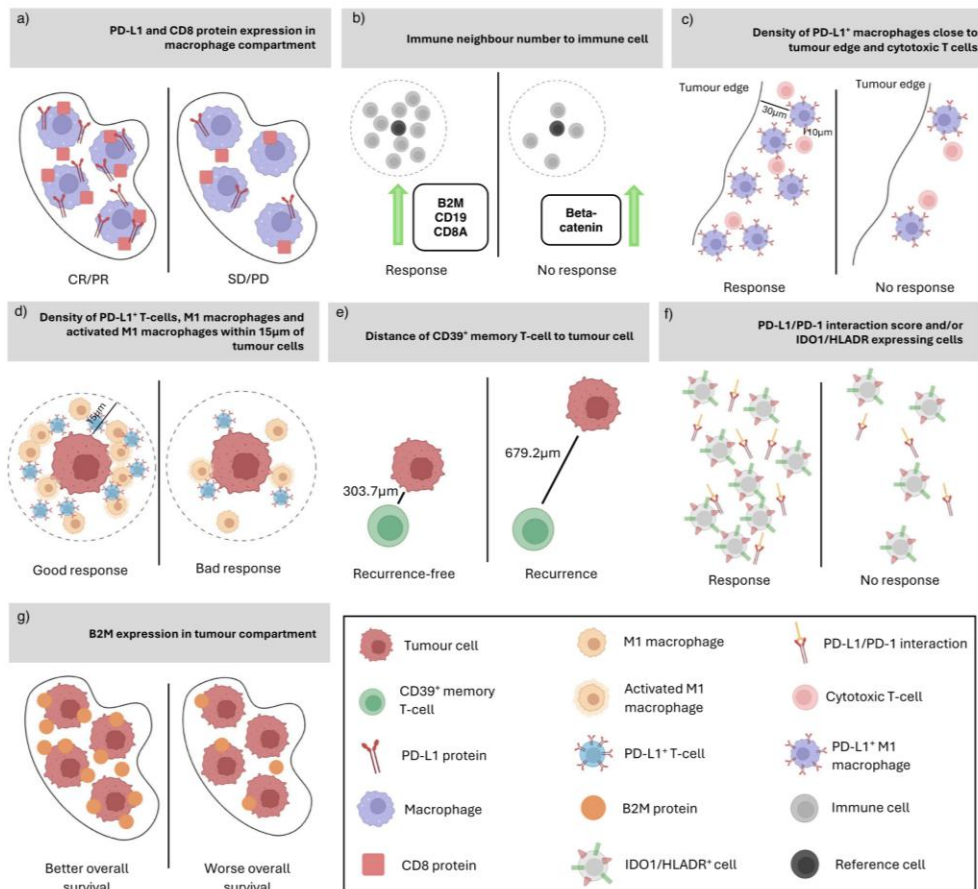 a)
PD-L1 and CD8 protein expression in
macrophage compartment
CR/PR
SD/PD
b)
Immune neighbour number to immune cell
B2M
CD19
CD8A
Beta-
catenin
Response
No response
c)
Density of PD-L1⁺ macrophages close to
tumour edge and cytotoxic T cells
Tumour edge
Tumour edge
30µm
10µm
Response
No response
d)
Density of PD-L1⁺ T-cells, M1 macrophages and
activated M1 macrophages within 15µm of
tumour cells
15µm
Good response
Bad response
e)
Distance of CD39⁺ memory T-cell to tumour cell
303.7µm
679.2µm
Recurrence-free
Recurrence
f)
PD-L1/PD-1 interaction score and/or
IDO1/HLADR expressing cells
Response
No response
g)
B2M expression in tumour compartment
Better overall
survival
Worse overall
survival
Tumour cell
M1 macrophage
PD-L1/PD-1 interaction
CD39⁺ memory
T-cell
Activated M1
macrophage
Cytotoxic T-cell
PD-L1 protein
PD-L1⁺ T-cell
PD-L1⁺ M1
macrophage
Macrophage
B2M protein
Immune cell
CD8 protein
IDO1/HLADR⁺ cell
Reference cell